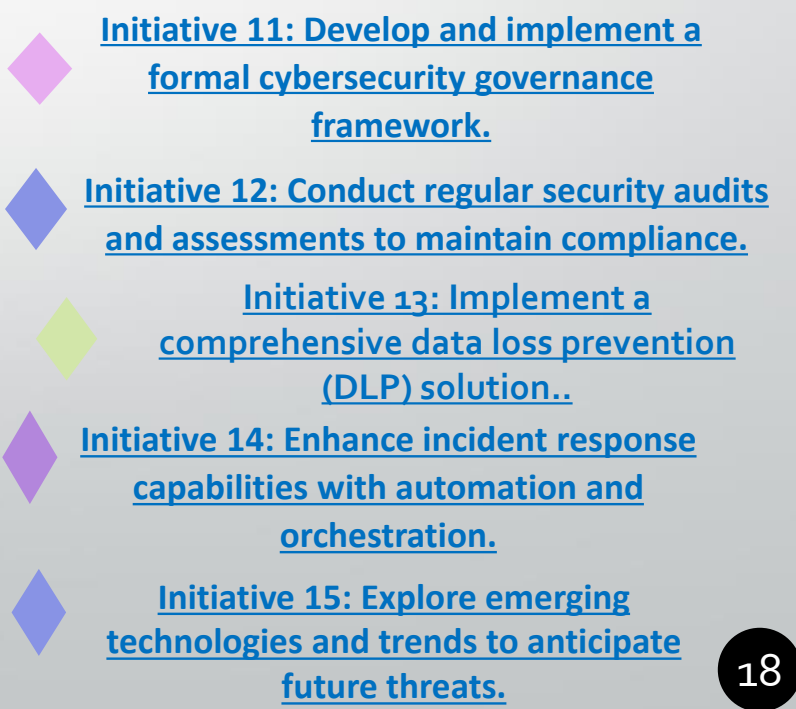 Initiative 11: Develop and implement a
formal cybersecurity governance
framework.
Initiative 12: Conduct regular security audits
and assessments to maintain compliance.
Initiative 13: Implement a
comprehensive data loss prevention
(DLP) solution..
Initiative 14: Enhance incident response
capabilities with automation and
orchestration.
Initiative 15: Explore emerging
technologies and trends to anticipate
future threats.
18